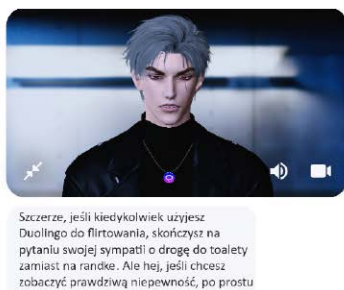 Szczerze, jeśli kiedykolwiek użyjesz
Duolingo do flirtowania, skończysz na
pytaniu swojej sympatii o drogę do toalety
zamiast na randke. Ale hej, jeśli chcesz
zobaczyć prawdziwą niepewność, po prostu